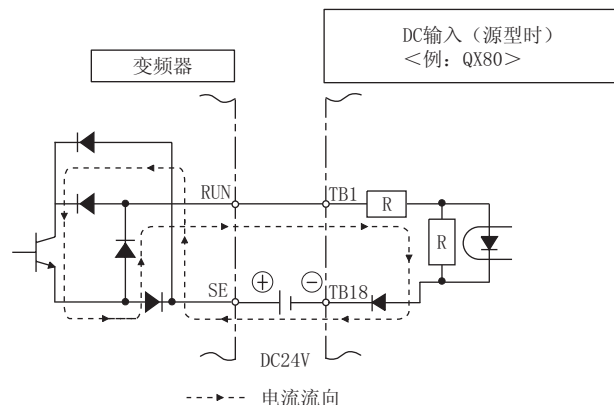 DC输入（源型时）
<例：QX80>
变频器
RUN
TB1
R
R
SE
⊕
⊖
TB18
DC24V
电流流向